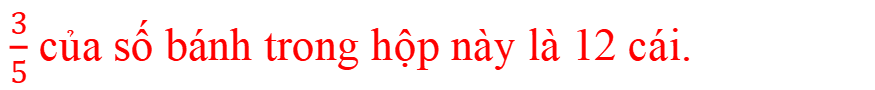 3/5 của số bánh trong hộp này là 12 cái.